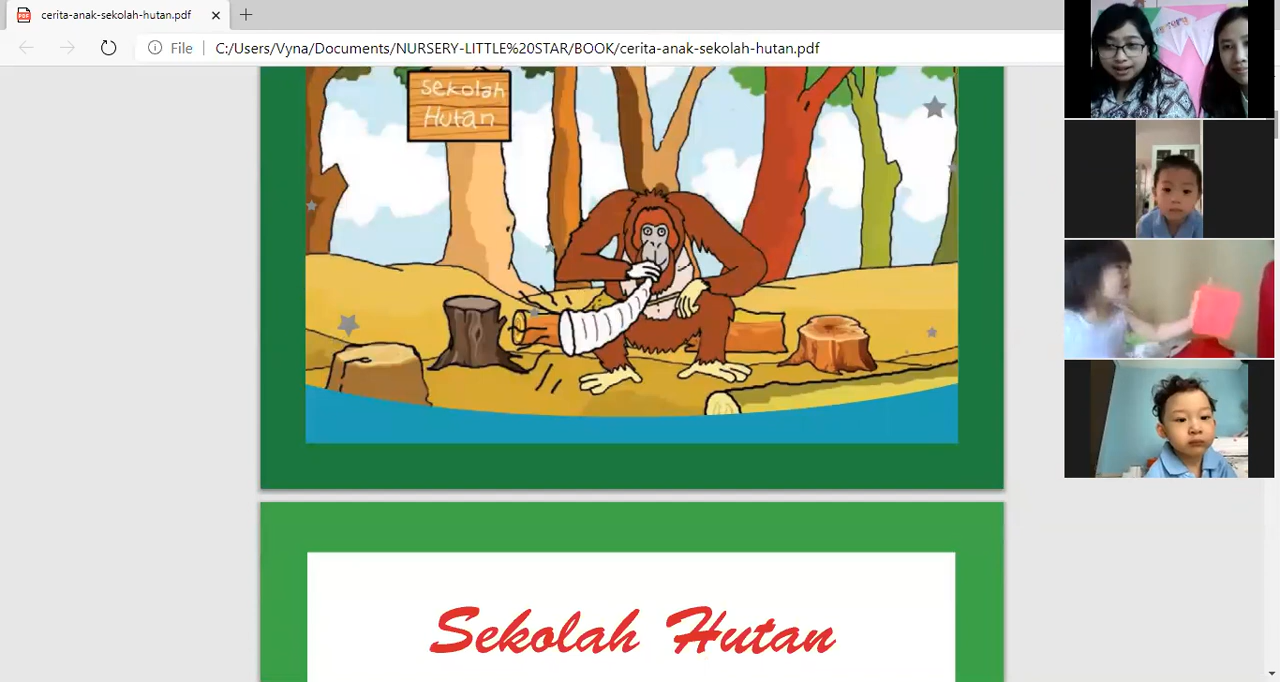 cerita-anak-sekolah-hutan.pdf
File
C:/Users/Vyna/Documents/NURSERY-LITTLE%20STAR/BOOK/cerita-anak-sekolah-hutan.pdf
sekolah
Hutan
Sekolah Hutan